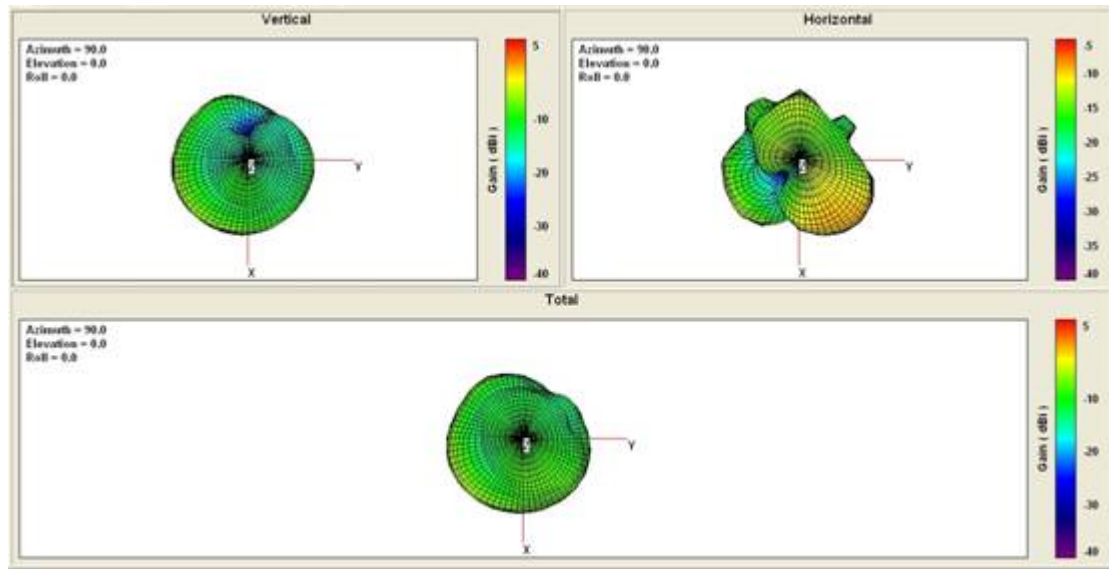 Vertical
Azimuth = 90.0
Elevation = 0.0
Roll = 0.0
5
-10
-20
-30
-40
Gain ( dBi )
Y
X
Horizontal
Azimuth = 90.0
Elevation = 0.0
Roll = 0.0
-5
-10
-15
-20
-25
-30
-35
-40
Gain ( dBi )
Y
X
Total
Azimuth = 90.0
Elevation = 0.0
Roll = 0.0
5
-10
-20
-30
-40
Gain ( dBi )
Y
X